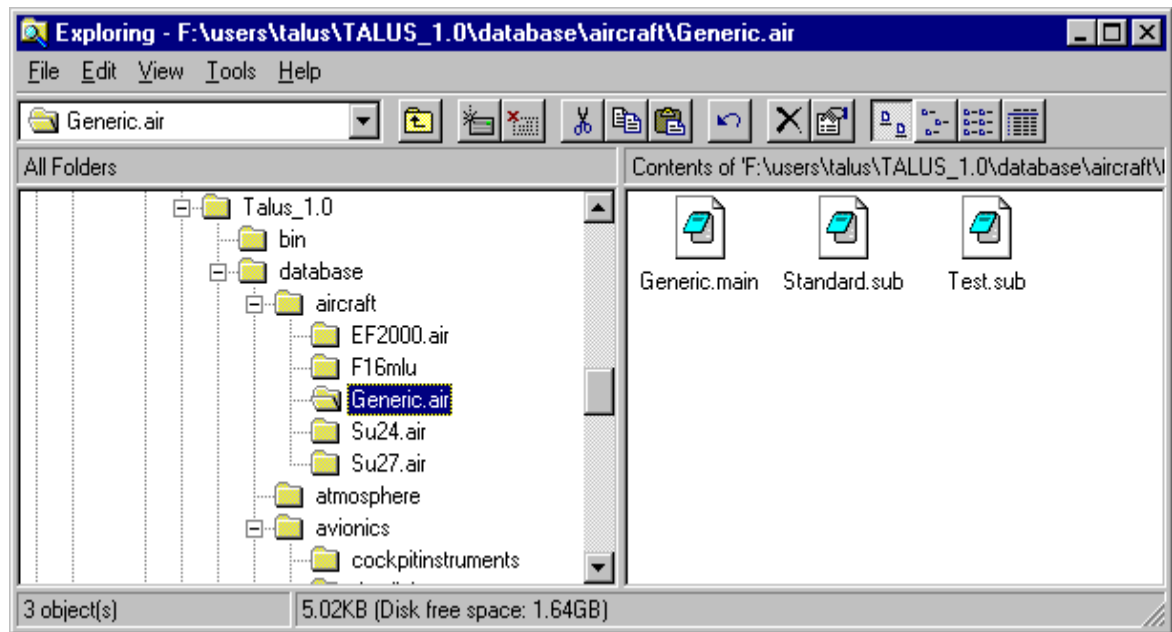 Exploring - F:\users\talus\TALUS_1.0\database\aircraft\Generic.air
File Edit View Tools Help
Generic.air
All Folders
Contents of 'F:\users\talus\TALUS_1.0\database\aircraft\
Talus_1.0
bin
database
aircraft
EF2000.air
F16mlu
Generic.air
Su24.air
Su27.air
atmosphere
avionics
cockpitinstruments
Generic.main Standard.sub Test.sub
3 object(s) 5.02KB (Disk free space: 1.64GB)